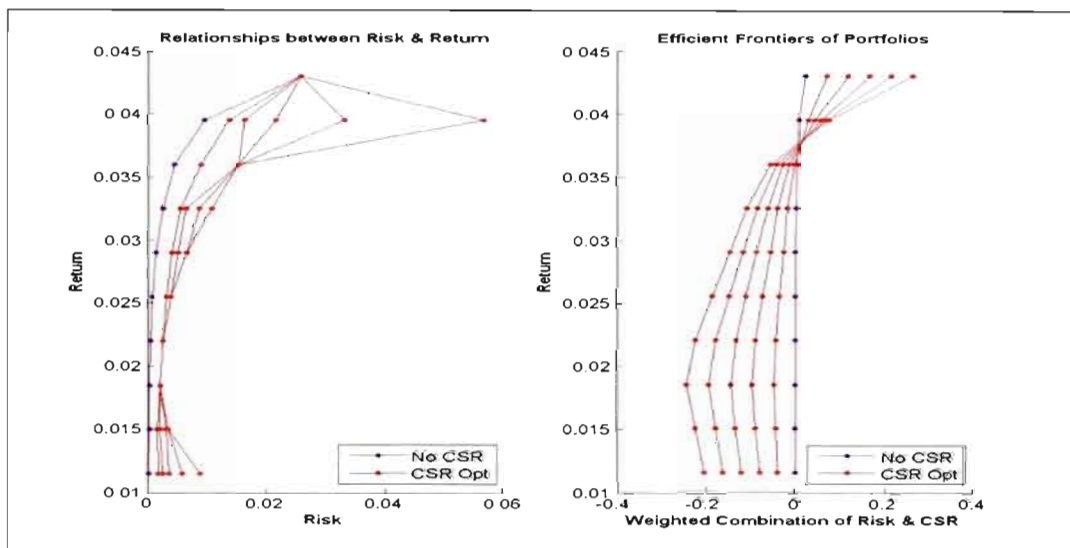 Relationships between Risk & Return
0.045
0.04
0.035
0.03
0.025
0.02
0.015
0.01
Return
0
0.02
0.04
0.06
Risk
No CSR
CSR Opt
Efficient Frontiers of Portfolios
0.045
0.04
0.035
0.03
0.025
0.02
0.015
0.01
Return
-0.4
-0.2
0
0.2
0.4
Weighted Combination of Risk & CSR
No CSR
CSR Opt